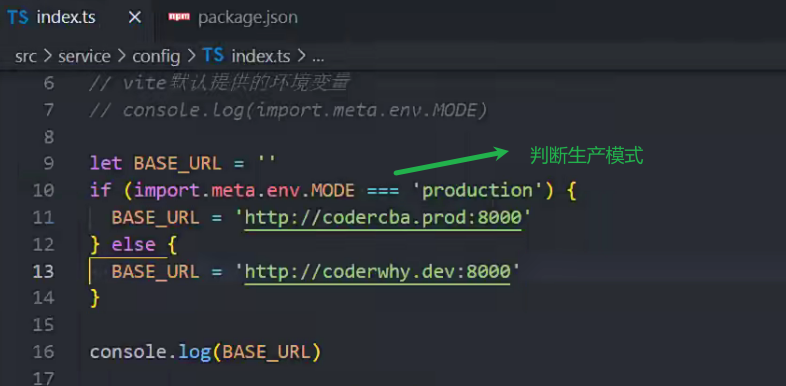 TS index.ts × npm package.json
src > service > config > TS index.ts > ...
6 // vite默认提供的环境变量
7 // console.log(import.meta.env.MODE)
8
9 let BASE_URL = ''
判断生产模式
10 if (import.meta.env.MODE === 'production') {
11 BASE_URL = 'http://codercba.prod:8000'
12 } else {
13 BASE_URL = 'http://coderwhy.dev:8000'
14 }
15
16 console.log(BASE_URL)